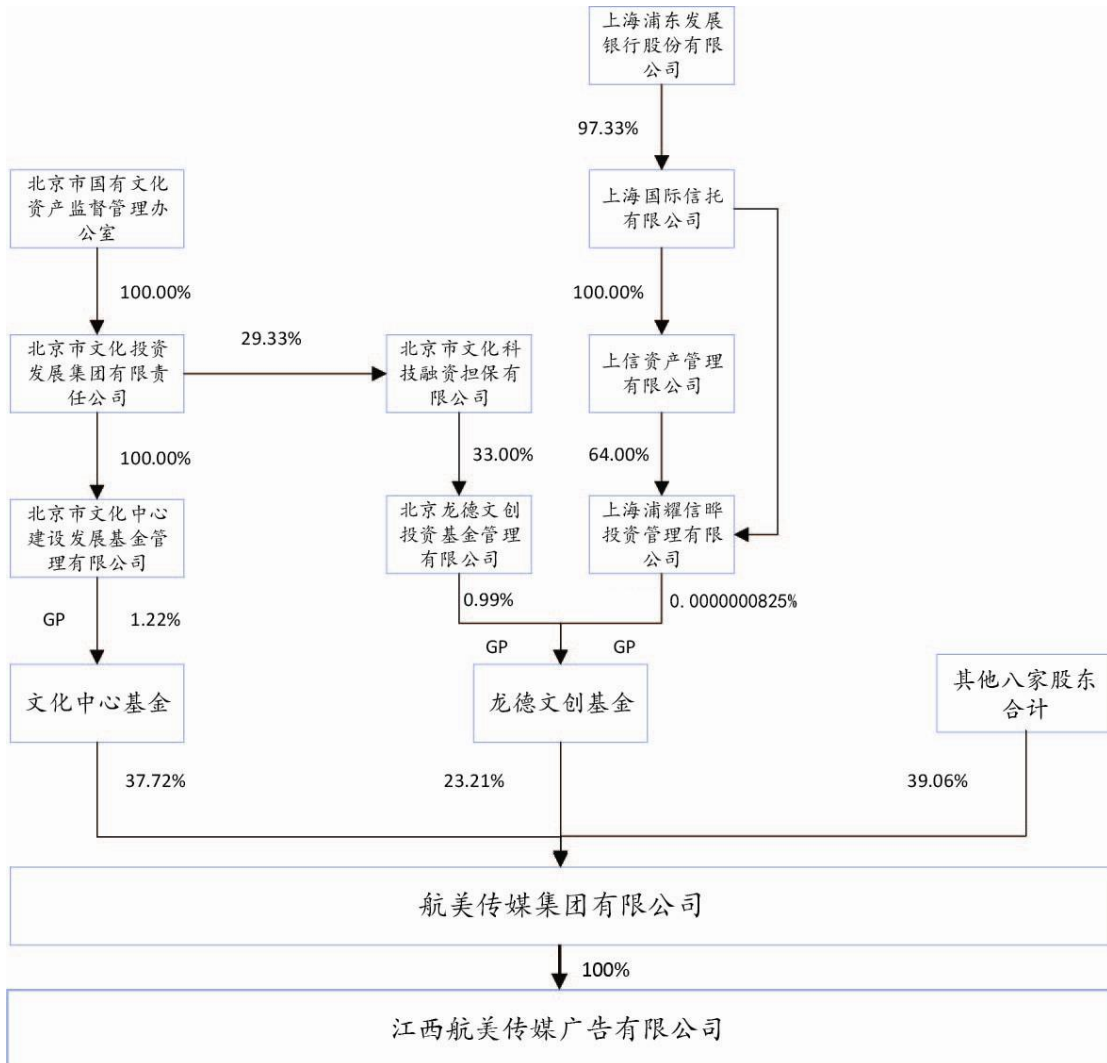 上海浦东发展
银行股份有限
公司
97.33%
北京市国有文化
资产监督管理办
公室
上海国际信托
有限公司
100.00%
100.00%
29.33%
北京市文化投资
发展集团有限责
任公司
北京市文化科
技融资担保有
限公司
上信资产管理
有限公司
100.00%
33.00%
64.00%
北京市文化中心
建设发展基金管
理有限公司
北京龙德文创
投资基金管理
有限公司
上海浦耀信晔
投资管理有限
公司
GP
1.22%
0.99%
0.0000000825%
GP
GP
文化中心基金
龙德文创基金
其他八家股东
合计
37.72%
23.21%
39.06%
航美传媒集团有限公司
100%
江西航美传媒广告有限公司